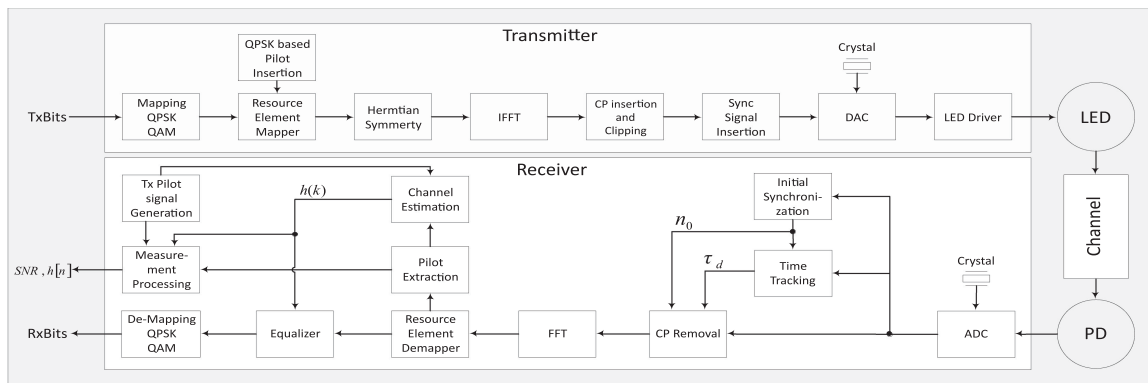 Transmitter
QPSK based
Pilot
Insertion
Crystal
TxBits
Mapping
QPSK
QAM
Resource
Element
Mapper
Hermtian
Symmerty
IFFT
CP insertion
and
Clipping
Sync
Signal
Insertion
DAC
LED Driver
LED
Receiver
Tx Pilot
signal
Generation
h(k)
Channel
Estimation
Initial
Synchroni-
zation
Channel
n₀
SNR , h[n]
Measure-
ment
Processing
Pilot
Extraction
τ d
Time
Tracking
Crystal
RxBits
De-Mapping
QPSK
QAM
Equalizer
Resource
Element
Demapper
FFT
CP Removal
ADC
PD